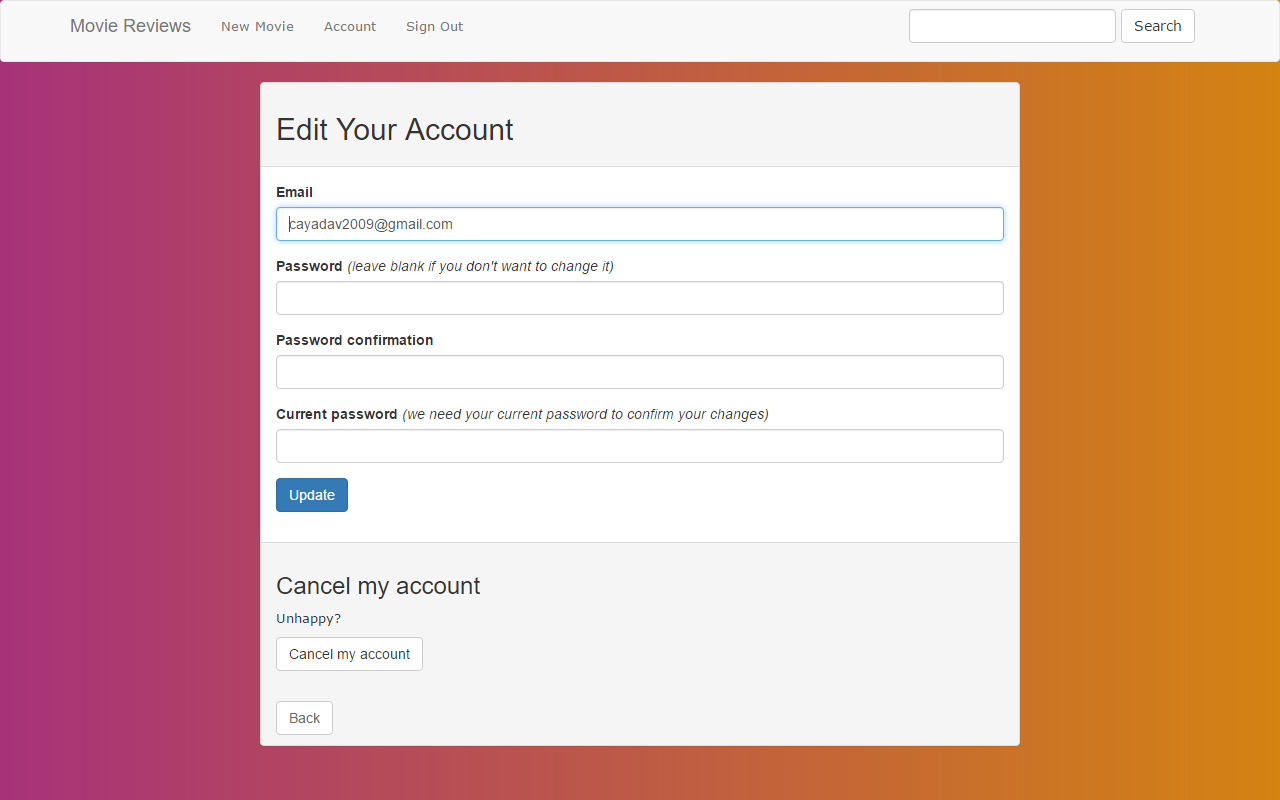 Movie Reviews New Movie Account Sign Out Search
Edit Your Account
Email
cayadav2009@gmail.com
Password (leave blank if you don't want to change it)
Password confirmation
Current password (we need your current password to confirm your changes)
Update
Cancel my account
Unhappy?
Cancel my account
Back